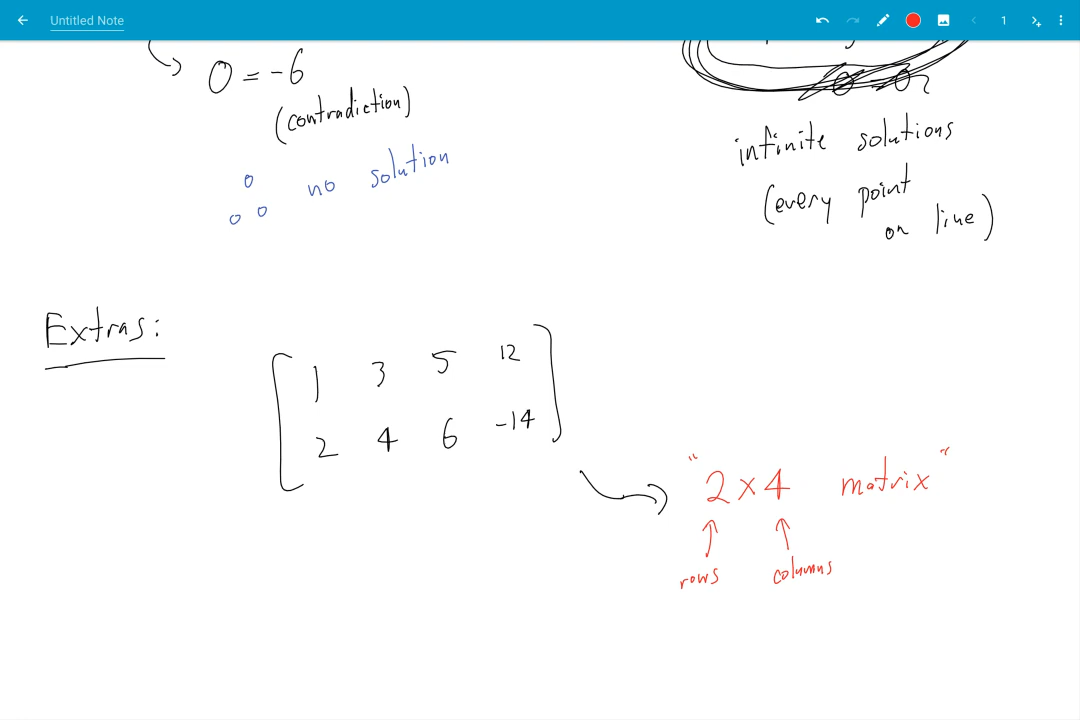 Untitled Note
1
0 = -6
(contradiction)
no solution
infinite solutions
(every point
on line)
Extras:
1 3 5 12
2 4 6 -14
"2 x 4 matrix"
rows columns